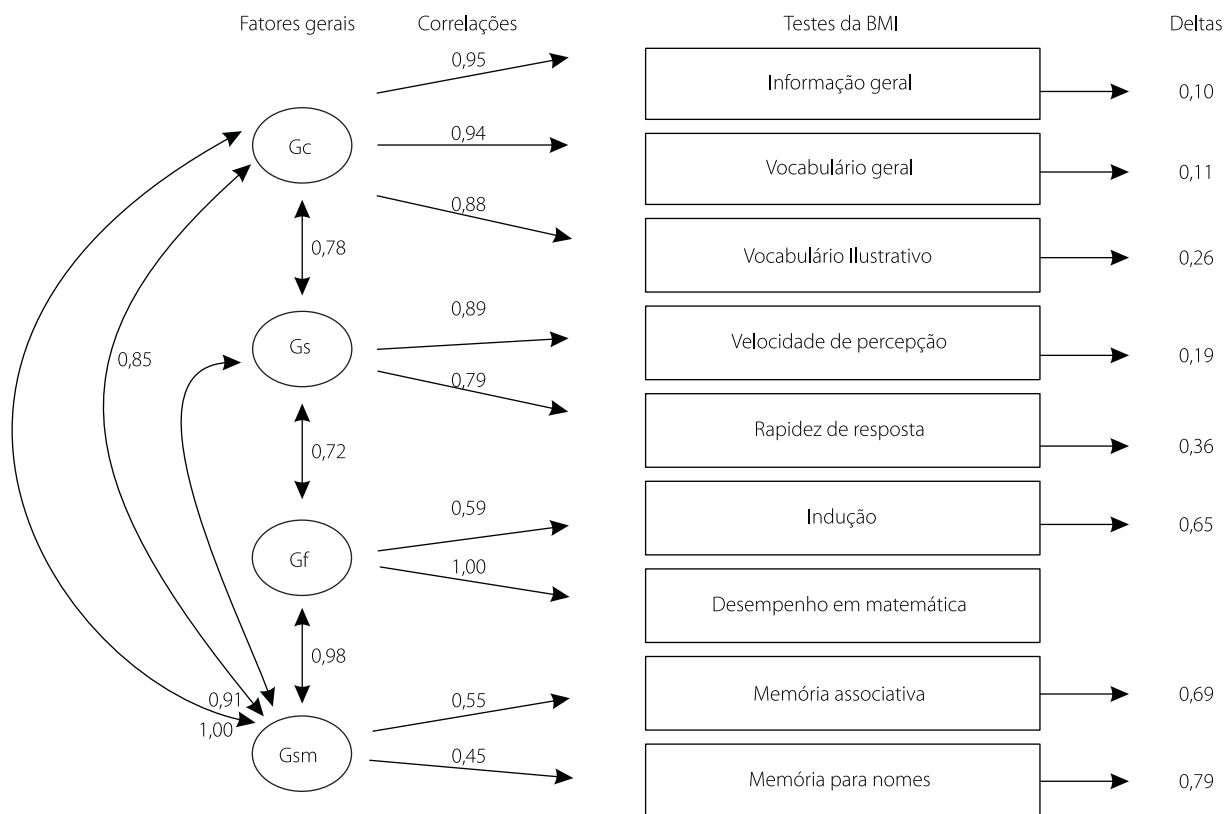 Fatores gerais Correlações Testes da BMI Deltas
0,95
Informação geral
0,10
Gc
0,94
Vocabulário geral
0,11
0,88
0,78
Vocabulário Ilustrativo
0,26
0,89
Gs
Velocidade de percepção
0,85
0,19
0,79
Rapidez de resposta
0,72
0,36
0,59
Indução
0,65
Gf
1,00
Desempenho em matemática
0,98
0,91
0,55
Memória associativa
0,69
1,00
Gsm
0,45
Memória para nomes
0,79